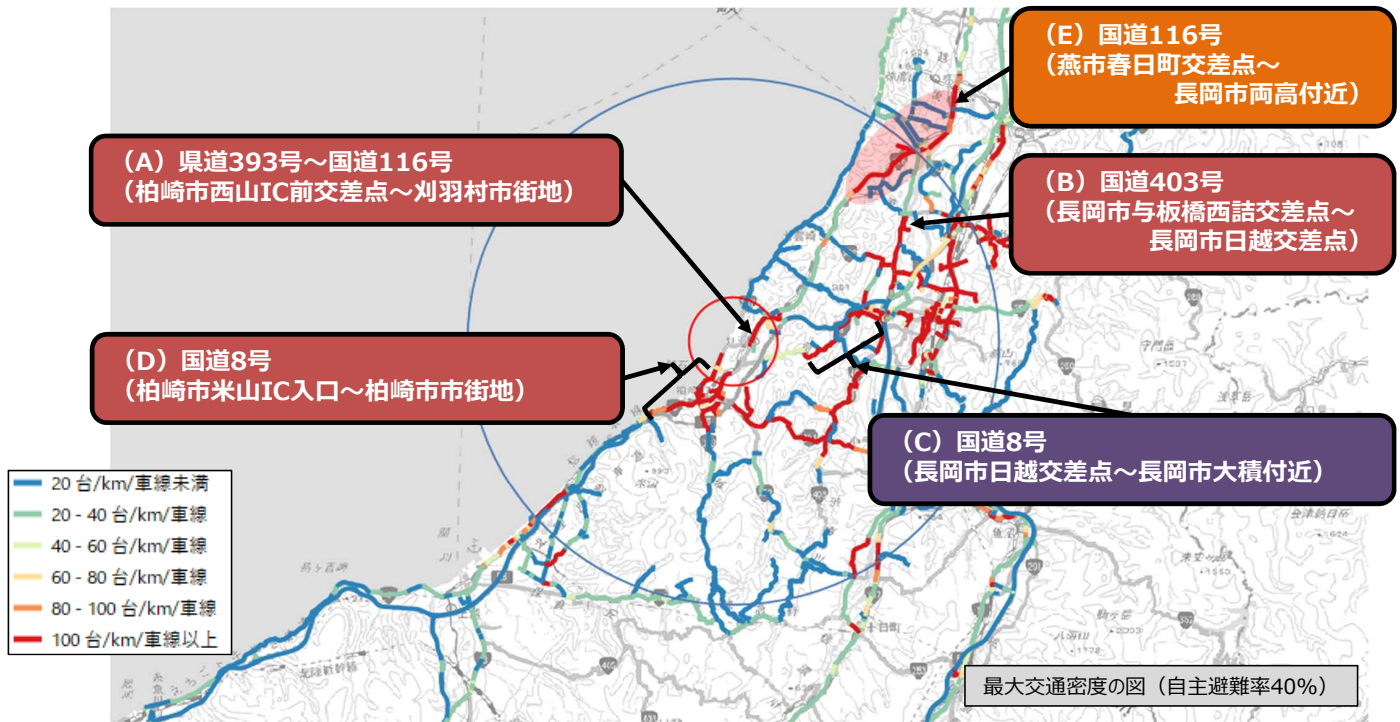 (E)国道116号
(燕市春日町交差点~
長岡市両高付近)
(A)県道393号~国道116号
(柏崎市西山IC前交差点~刈羽村市街地)
(B)国道403号
(長岡市与板橋西詰交差点~
長岡市日越交差点)
(D)国道8号
(柏崎市米山IC入口~柏崎市市街地)
(C)国道8号
(長岡市日越交差点~長岡市大積付近)
20 台/km/車線未満
20 - 40 台/km/車線
40 - 60 台/km/車線
60 - 80 台/km/車線
80 - 100 台/km/車線
100 台/km/車線以上
十日町
最大交通密度の図(自主避難率40%)